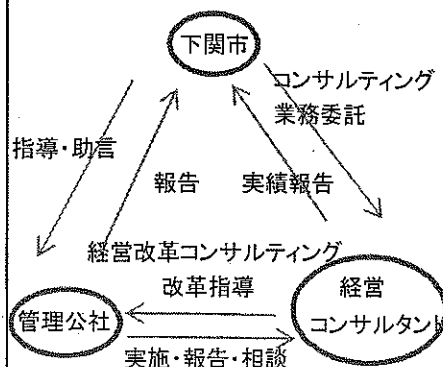 下関市
コンサルティング
業務委託
指導・助言
報告
実績報告
経営改革コンサルティング
改革指導
経営
コンサルタント
管理公社
実施・報告・相談